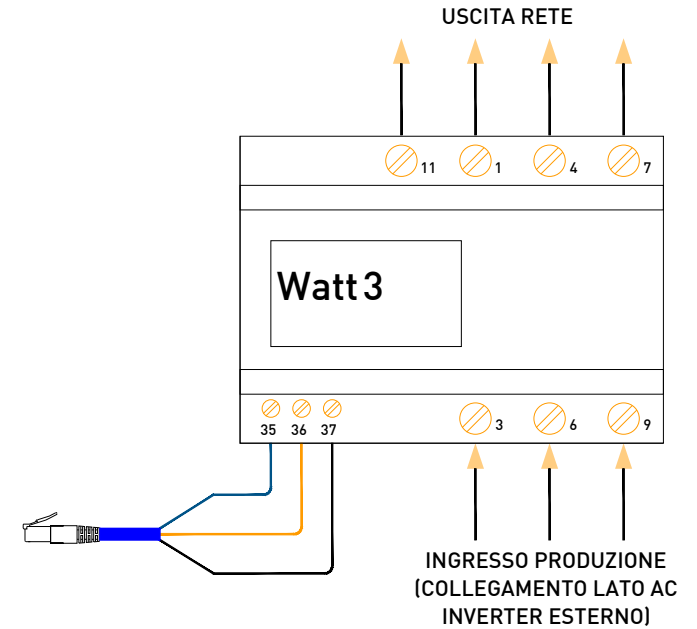 USCITA RETE
11 1 4 7
Watt 3
35 36 37 3 6 9
INGRESSO PRODUZIONE
(COLLEGAMENTO LATO AC
INVERTER ESTERNO)